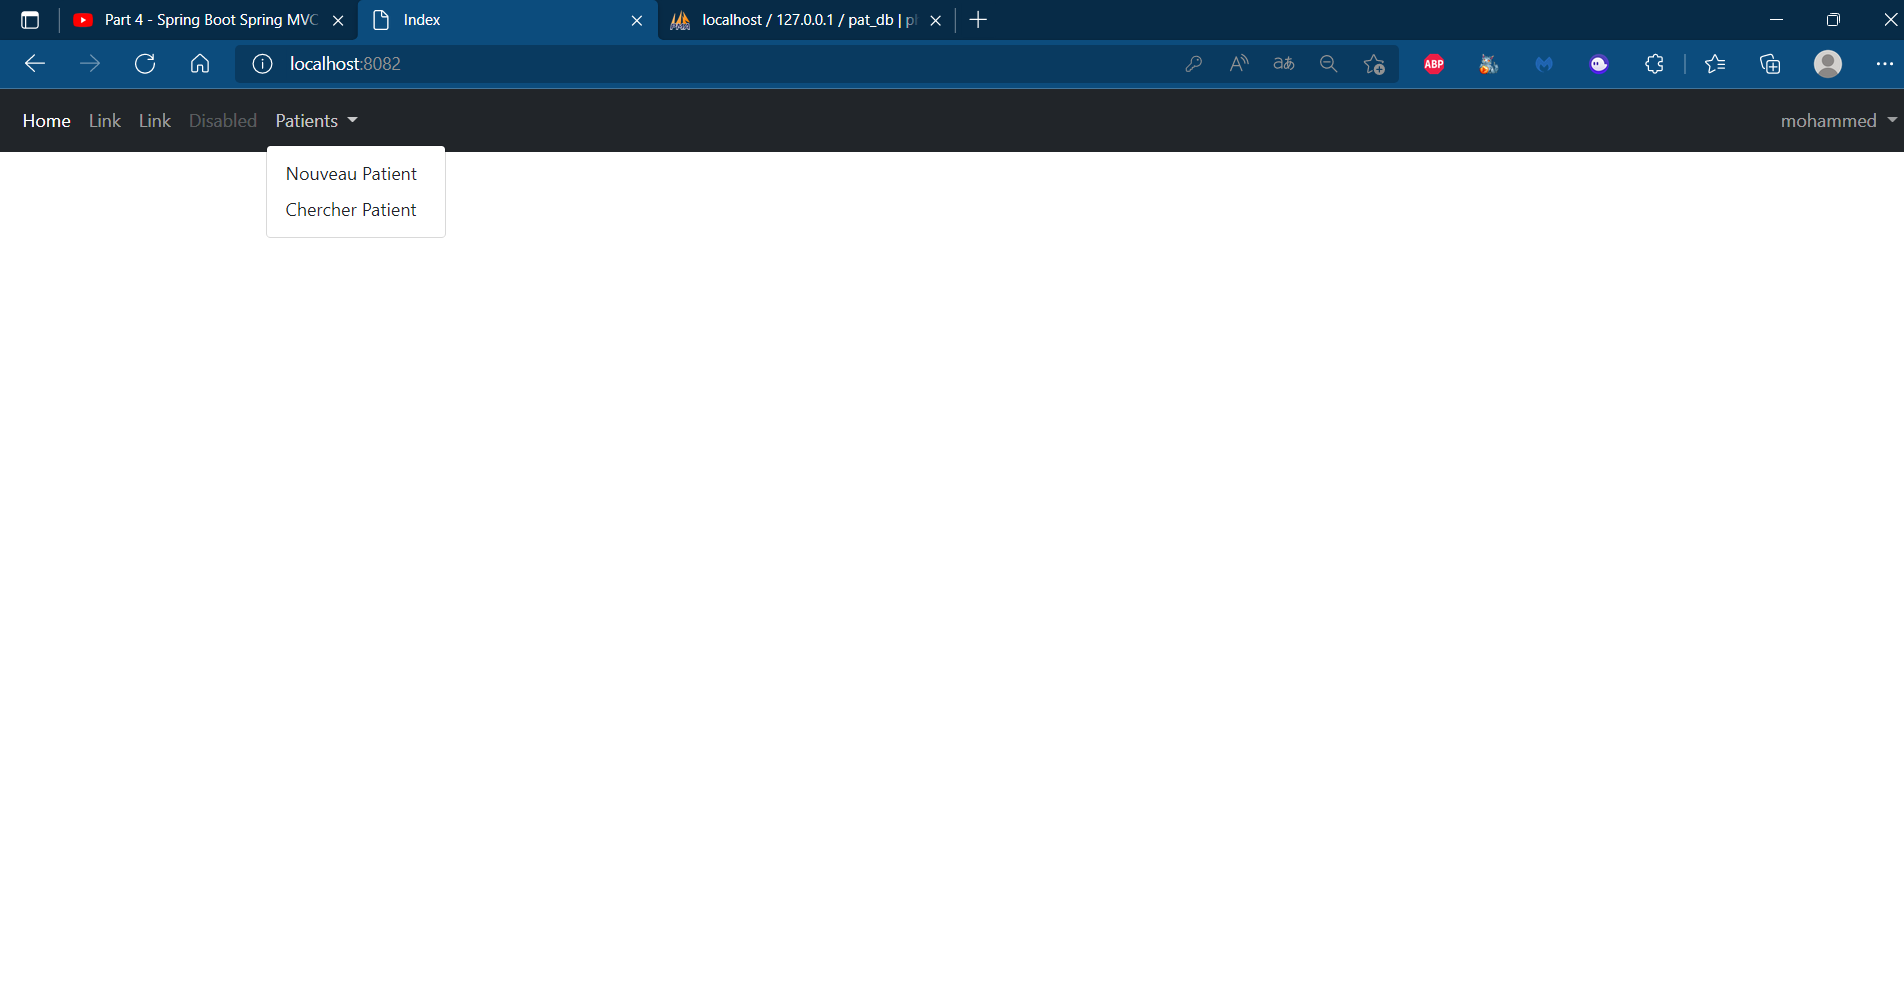 Part 4 - Spring Boot Spring MVC
Index
localhost / 127.0.0.1 / pat_db | ph
localhost:8082
ABP
Home Link Link Disabled Patients
mohammed
Nouveau Patient
Chercher Patient